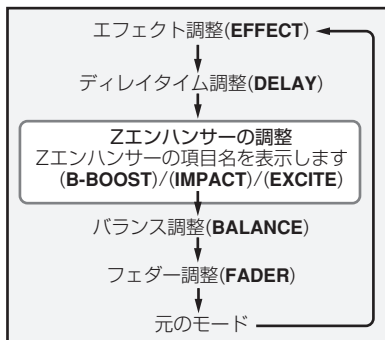 エフェクト調整(EFFECT)
ディレイタイム調整(DELAY)
Zエンハンサーの調整
Zエンハンサーの項目名を表示します
(B-BOOST)/(IMPACT)/(EXCITE)
バランス調整(BALANCE)
フェダー調整(FADER)
元のモード